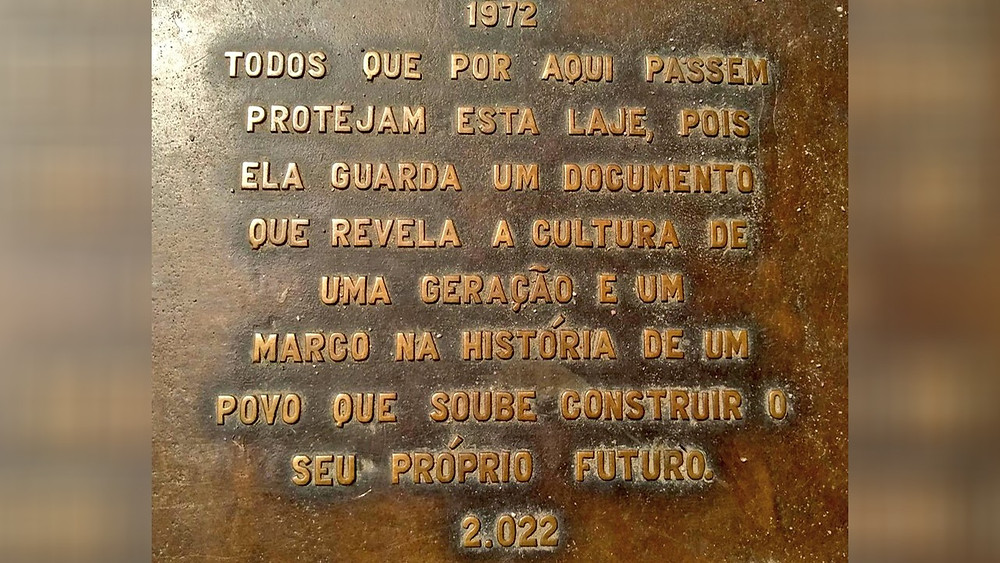 1972
TODOS QUE POR AQUI PASSEM
PROTEJAM ESTA LAJE, POIS
ELA GUARDA UM DOCUMENTO
QUE REVELA A CULTURA DE
UMA GERAÇÃO E UM
MARCO NA HISTÓRIA DE UM
POVO QUE SOUBE CONSTRUIR O
SEU PRÓPRIO FUTURO.
2.022